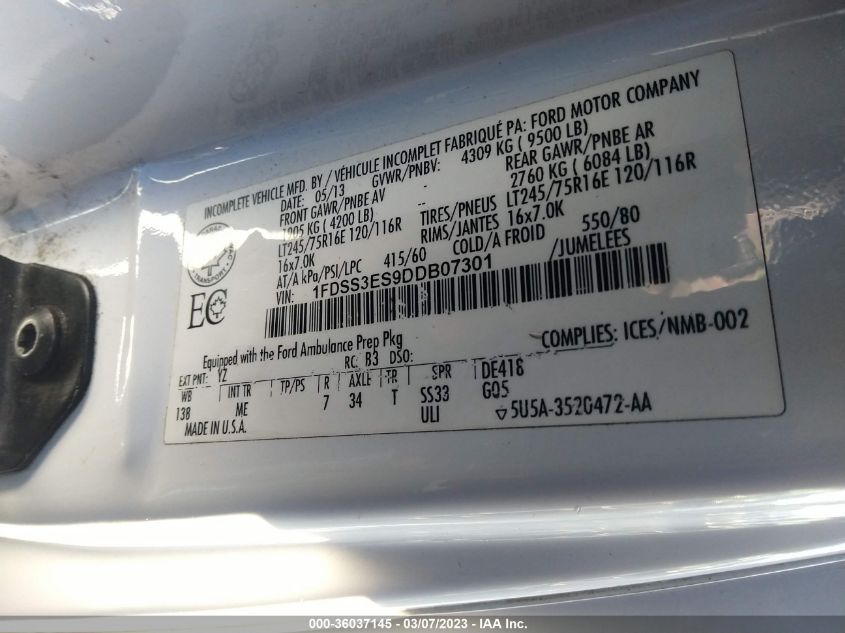 INCOMPLETE VEHICLE MFD. BY / VÉHICULE INCOMPLET FABRIQUÉ PA: FORD MOTOR COMPANY
DATE: 05/13 GVWR/PNBV: 4309 KG ( 9500 LB)
FRONT GAWR/PNBE AV REAR GAWR/PNBE AR
1905 KG ( 4200 LB) 2760 KG ( 6084 LB)
LT245/75R16E 120/116R TIRES/PNEUS LT245/75R16E 120/116R
16x7.0K RIMS/JANTES 16x7.0K
AT/A kPa/PSI/LPC 415/60 COLD/A FROID 550/80
VIN: 1FDSS3ES9DDB07301 /JUMELEES
TRANSPORT
EC
COMPLIES: ICES/NMB-002
Equipped with the Ford Ambulance Prep Pkg
EXT PNT: YZ RC: B3 DSO:
WB INT TR TP/PS R AXLE TR SPR DE418
138 ME 7 34 T SS33 G05
ULI
MADE IN U.S.A. 5U5A-3520472-AA
000-36037145 - 03/07/2023 - IAA Inc.